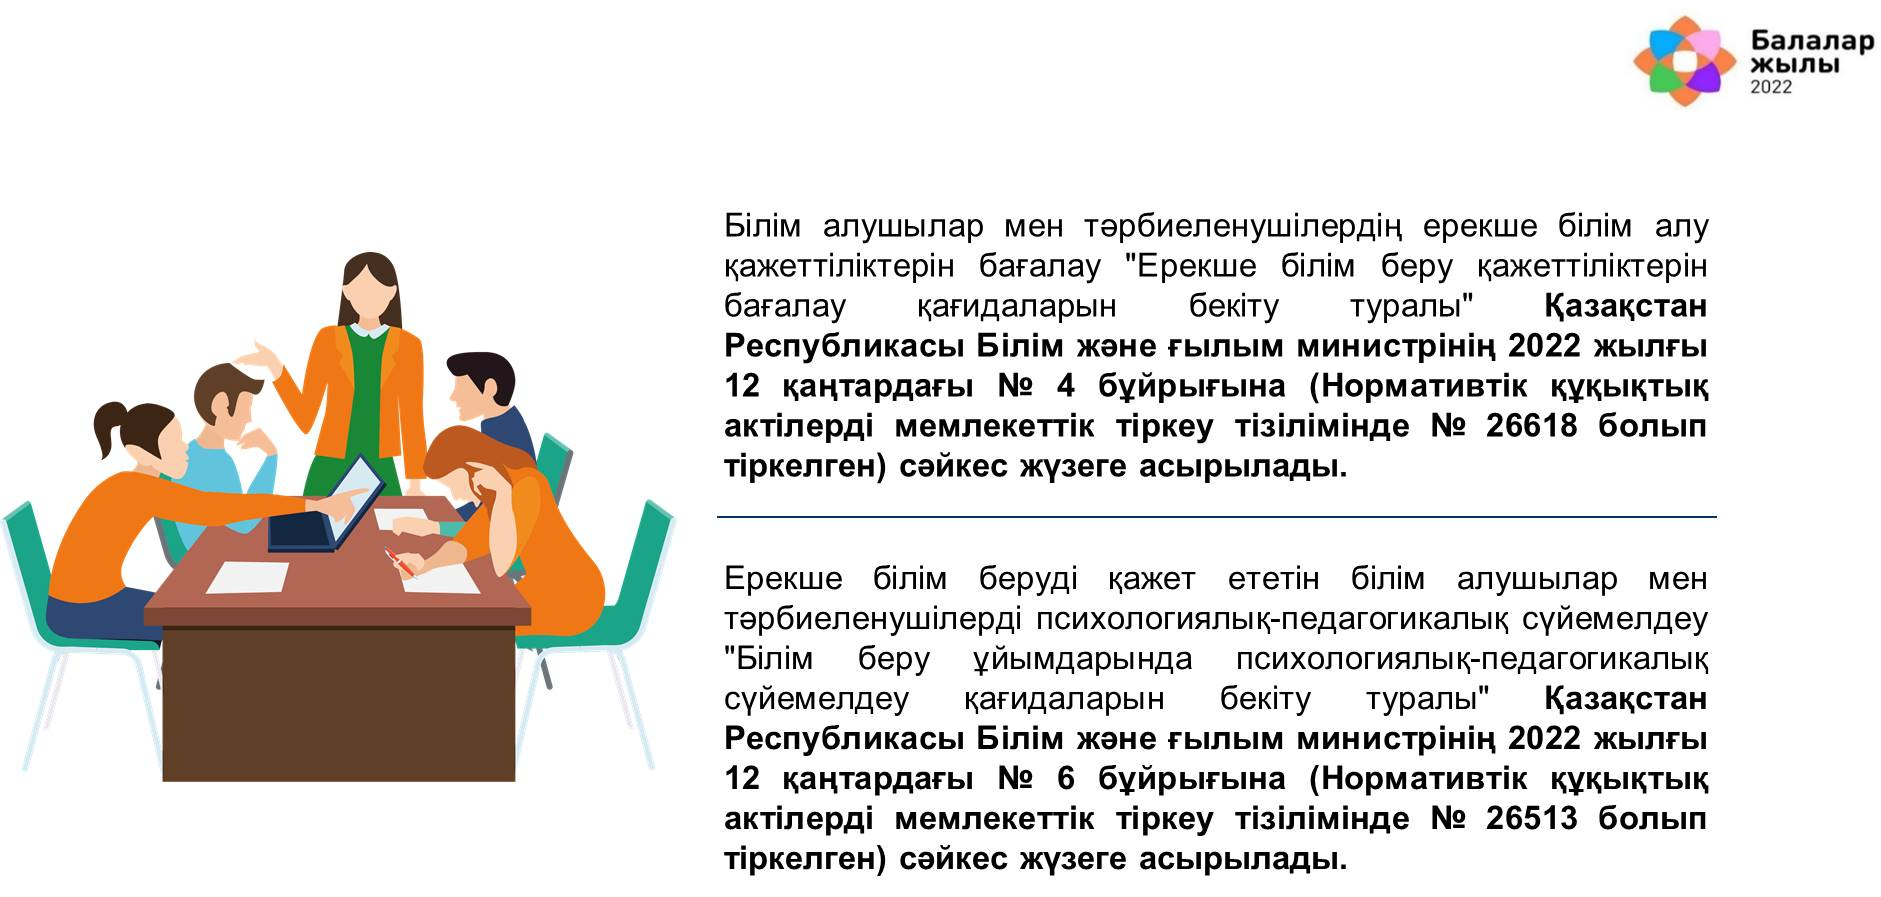 Балалар
жылы
2022
Білім алушылар мен тәрбиеленушілердің ерекше білім алу
қажеттіліктерін бағалау "Ерекше білім беру қажеттіліктерін
бағалау қағидаларын бекіту туралы" Қазақстан
Республикасы Білім және ғылым министрінің 2022 жылғы
12 қаңтардағы № 4 бұйрығына (Нормативтік құқықтық
актілерді мемлекеттік тіркеу тізілімінде № 26618 болып
тіркелген) сәйкес жүзеге асырылады.
Ерекше білім беруді қажет ететін білім алушылар мен
тәрбиеленушілерді психологиялық-педагогикалық сүйемелдеу
"Білім беру ұйымдарында психологиялық-педагогикалық
сүйемелдеу қағидаларын бекіту туралы" Қазақстан
Республикасы Білім және ғылым министрінің 2022 жылғы
12 қаңтардағы № 6 бұйрығына (Нормативтік құқықтық
актілерді мемлекеттік тіркеу тізілімінде № 26513 болып
тіркелген) сәйкес жүзеге асырылады.